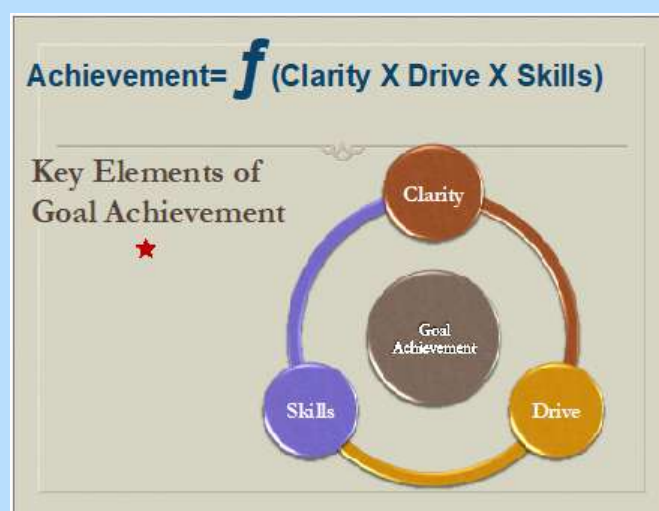 Achievement= ƒ (Clarity X Drive X Skills)
Key Elements of
Goal Achievement
Clarity
Goal
Achievement
Skills
Drive